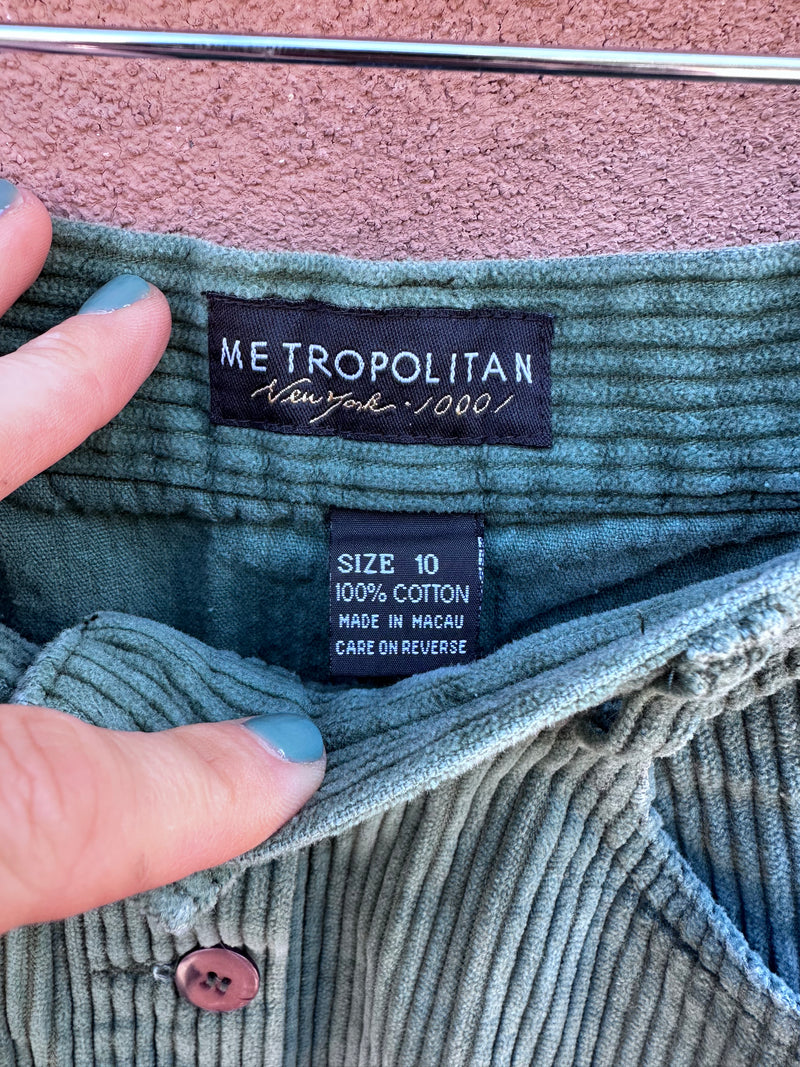 METROPOLITAN
New York · 10001
SIZE 10
100% COTTON
MADE IN MACAU
CARE ON REVERSE